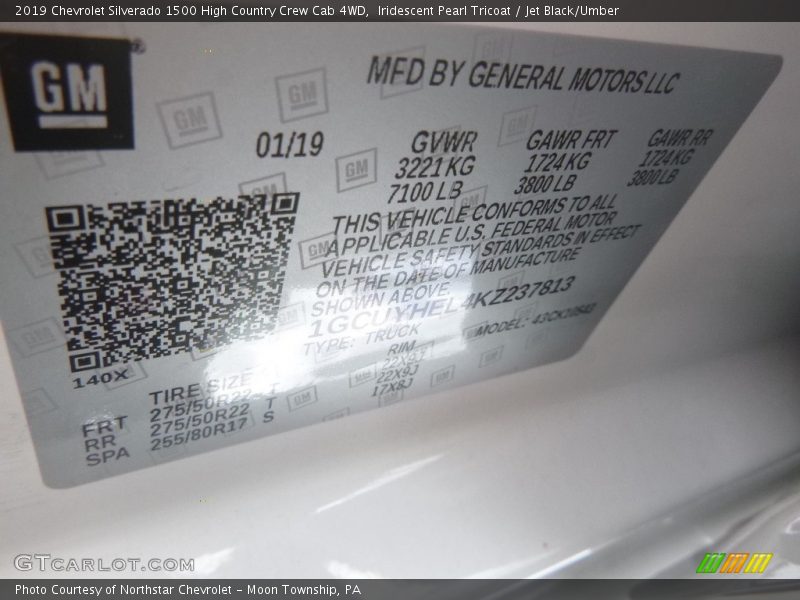 2019 Chevrolet Silverado 1500 High Country Crew Cab 4WD, Iridescent Pearl Tricoat / Jet Black/Umber
GM
MFD BY GENERAL MOTORS LLC
01/19
GVWR GAWR FRT GAWR RR
3221 KG 1724 KG 1724 KG
7100 LB 3800 LB 3800 LB
THIS VEHICLE CONFORMS TO ALL
APPLICABLE U.S. FEDERAL MOTOR
VEHICLE SAFETY STANDARDS IN EFFECT
ON THE DATE OF MANUFACTURE
SHOWN ABOVE.
1GCUYHEL4KZ237813
TYPE: TRUCK MODEL:
140X
TIRE SIZE RIM
FRT 275/50R22 T 22X9J
RR 275/50R22 T 22X9J
SPA 255/80R17 S 17X8J
GTCARLOT.COM
Photo Courtesy of Northstar Chevrolet - Moon Township, PA